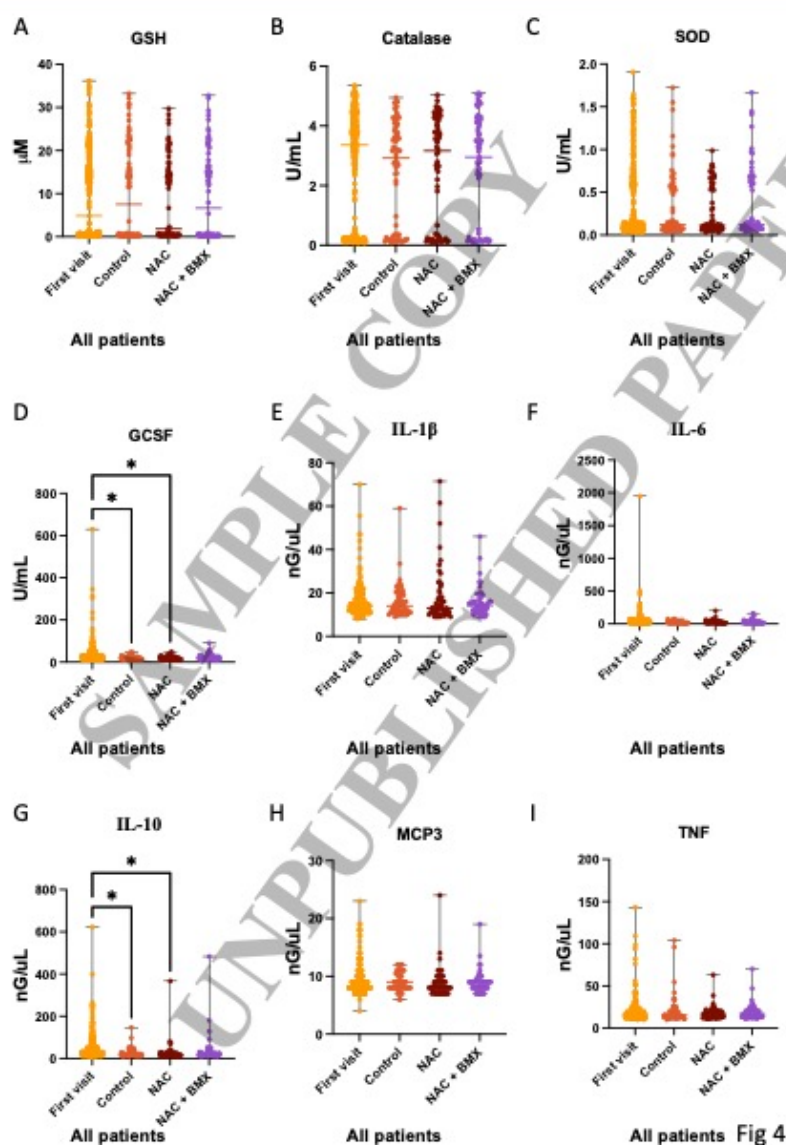 A
GSH
40
30
20
10
0
μM
First visit
Control
NAC
NAC + BMX
All patients
B
Catalase
6
4
2
0
U/mL
First visit
Control
NAC
NAC + BMX
All patients
C
SOD
2.0
1.5
1.0
0.5
0.0
U/mL
First visit
Control
NAC
NAC + BMX
All patients
D
GCSF
*
*
800
600
400
200
0
U/mL
First visit
Control
NAC
NAC + BMX
All patients
E
IL-1β
80
60
40
20
0
nG/uL
First visit
Control
NAC
NAC + BMX
All patients
F
IL-6
2500
2000
1500
1000
500
0
nG/uL
First visit
Control
NAC
NAC + BMX
All patients
G
IL-10
*
*
800
600
400
200
0
nG/uL
First visit
Control
NAC
NAC + BMX
All patients
H
MCP3
30
20
10
0
nG/uL
First visit
Control
NAC
NAC + BMX
All patients
I
TNF
200
150
100
50
0
nG/uL
First visit
Control
NAC
NAC + BMX
All patients
Fig 4
SAMPLE COPY
UNPUBLISHED PAPE